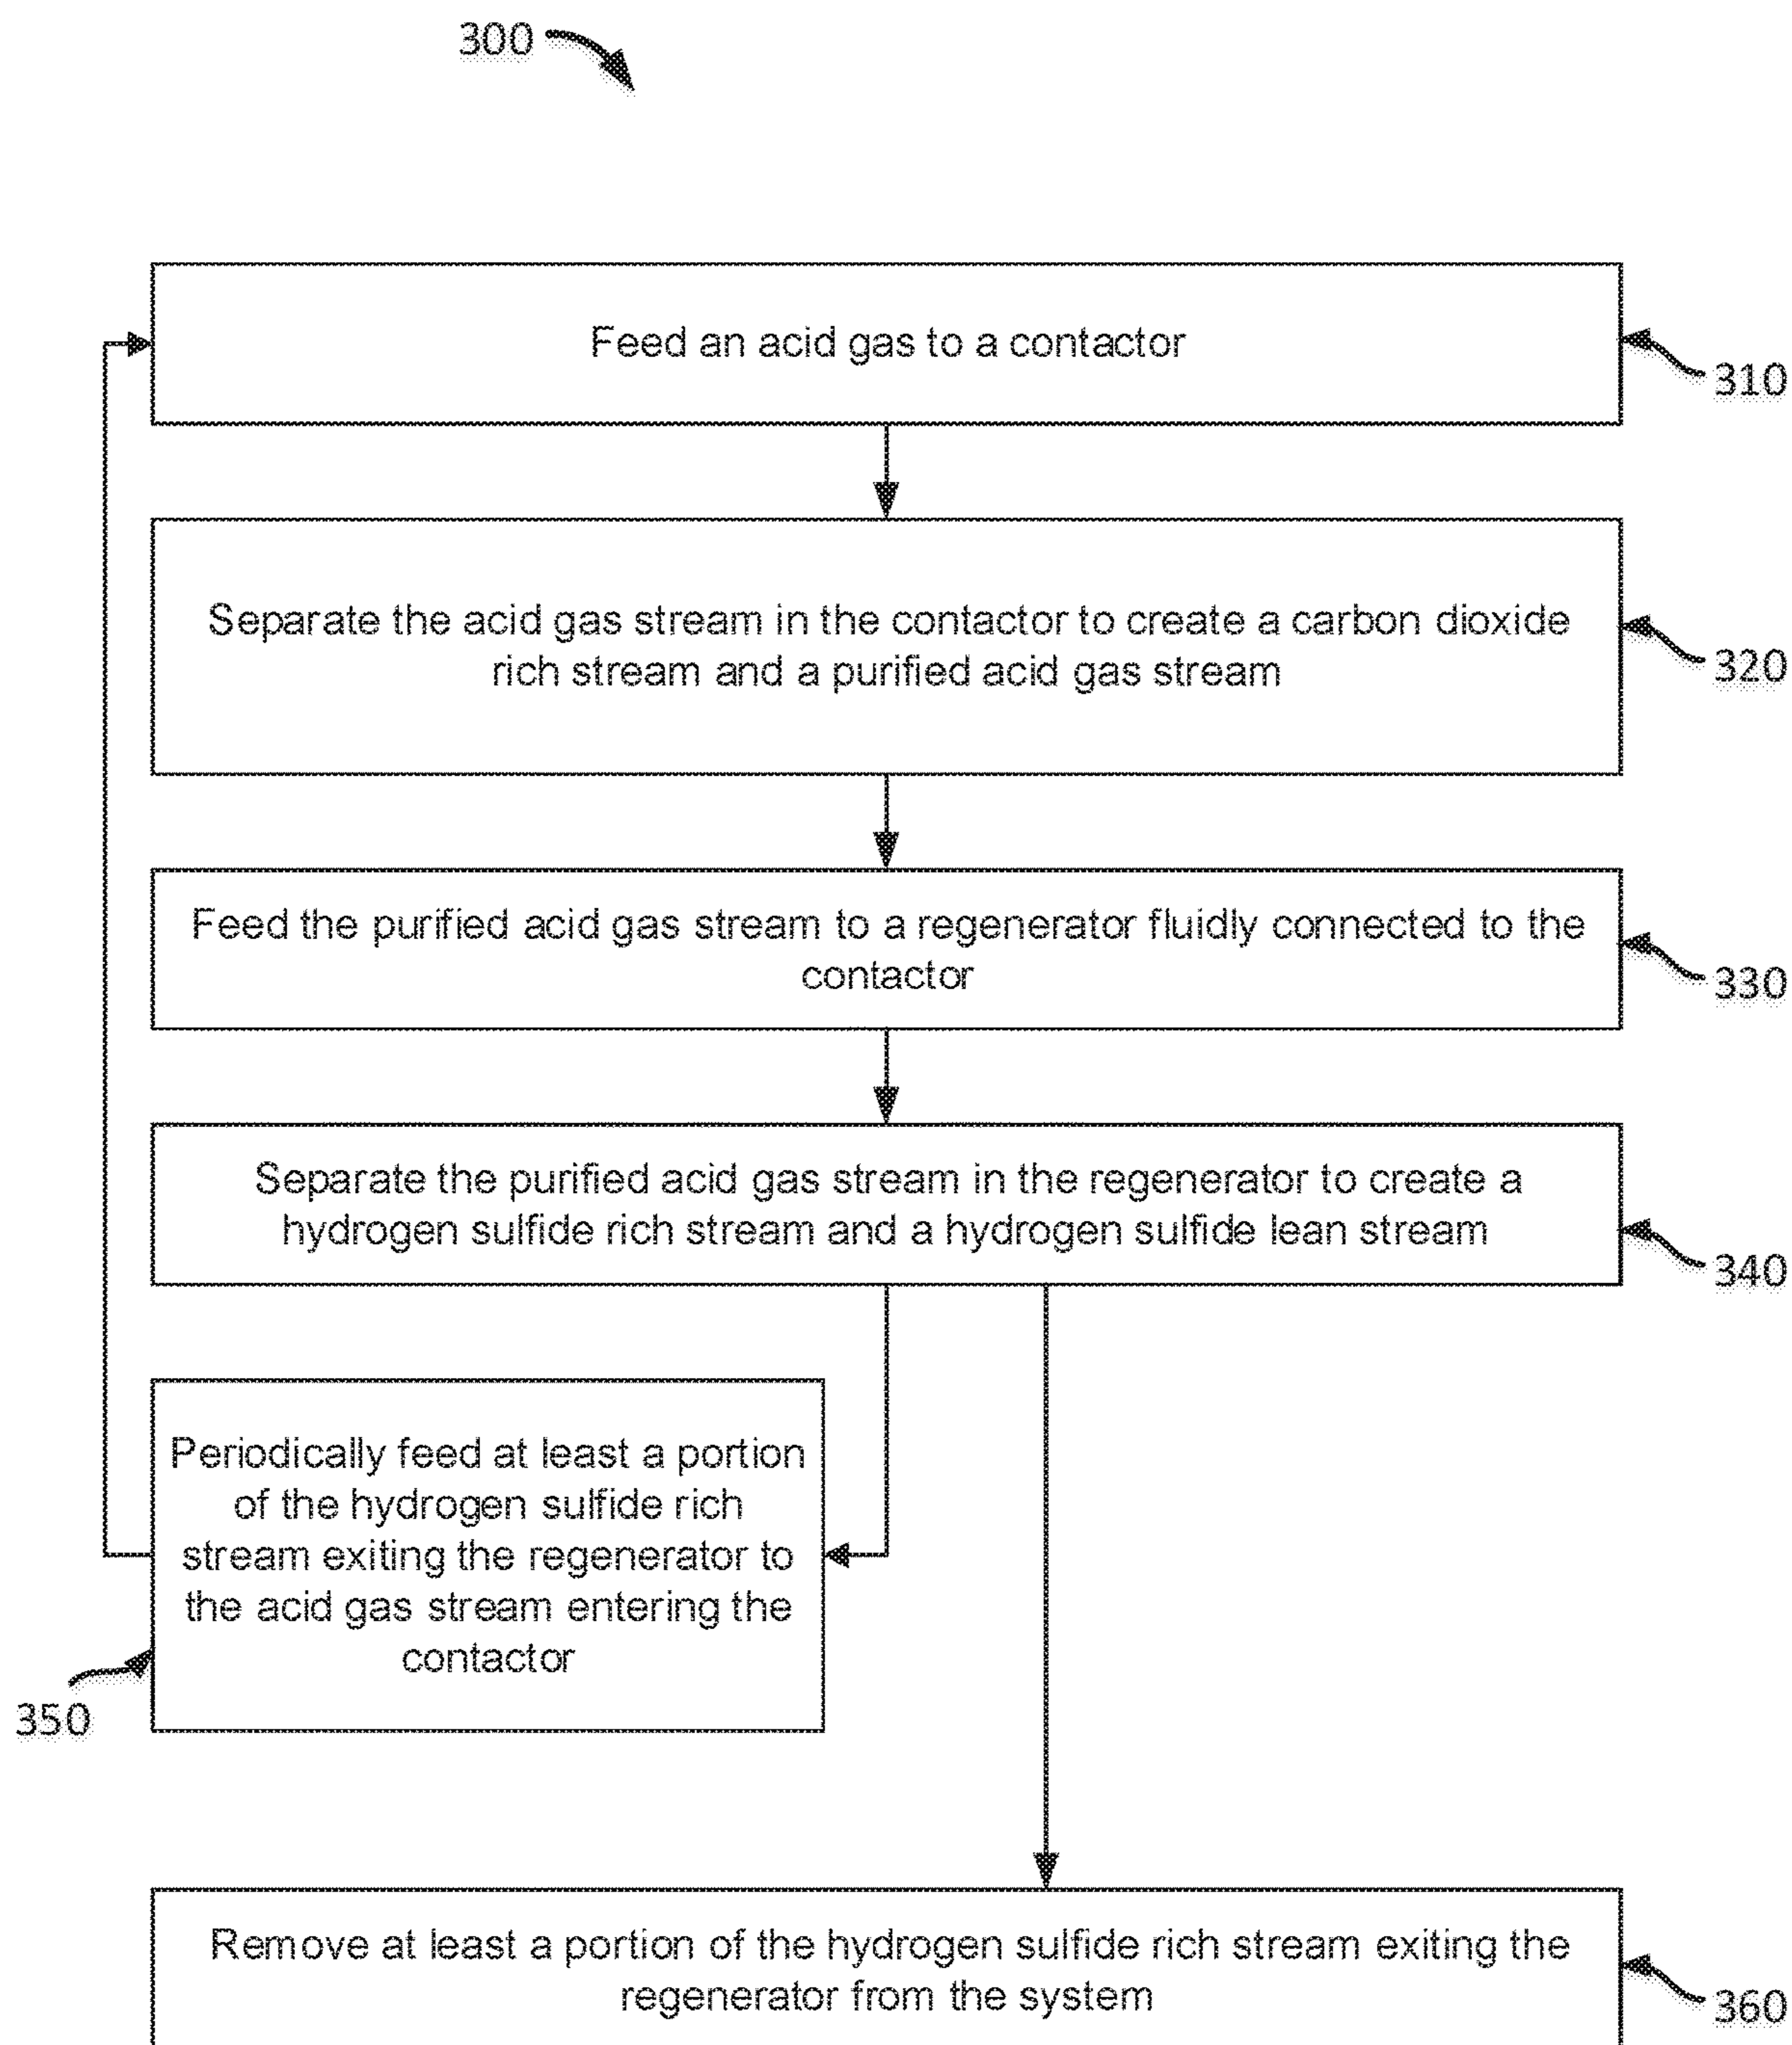 300
Feed an acid gas to a contactor
310
Separate the acid gas stream in the contactor to create a carbon dioxide
rich stream and a purified acid gas stream
320
Feed the purified acid gas stream to a regenerator fluidly connected to the
contactor
330
Separate the purified acid gas stream in the regenerator to create a
hydrogen sulfide rich stream and a hydrogen sulfide lean stream
340
Periodically feed at least a portion
of the hydrogen sulfide rich
stream exiting the regenerator to
the acid gas stream entering the
contactor
350
Remove at least a portion of the hydrogen sulfide rich stream exiting the
regenerator from the system
360